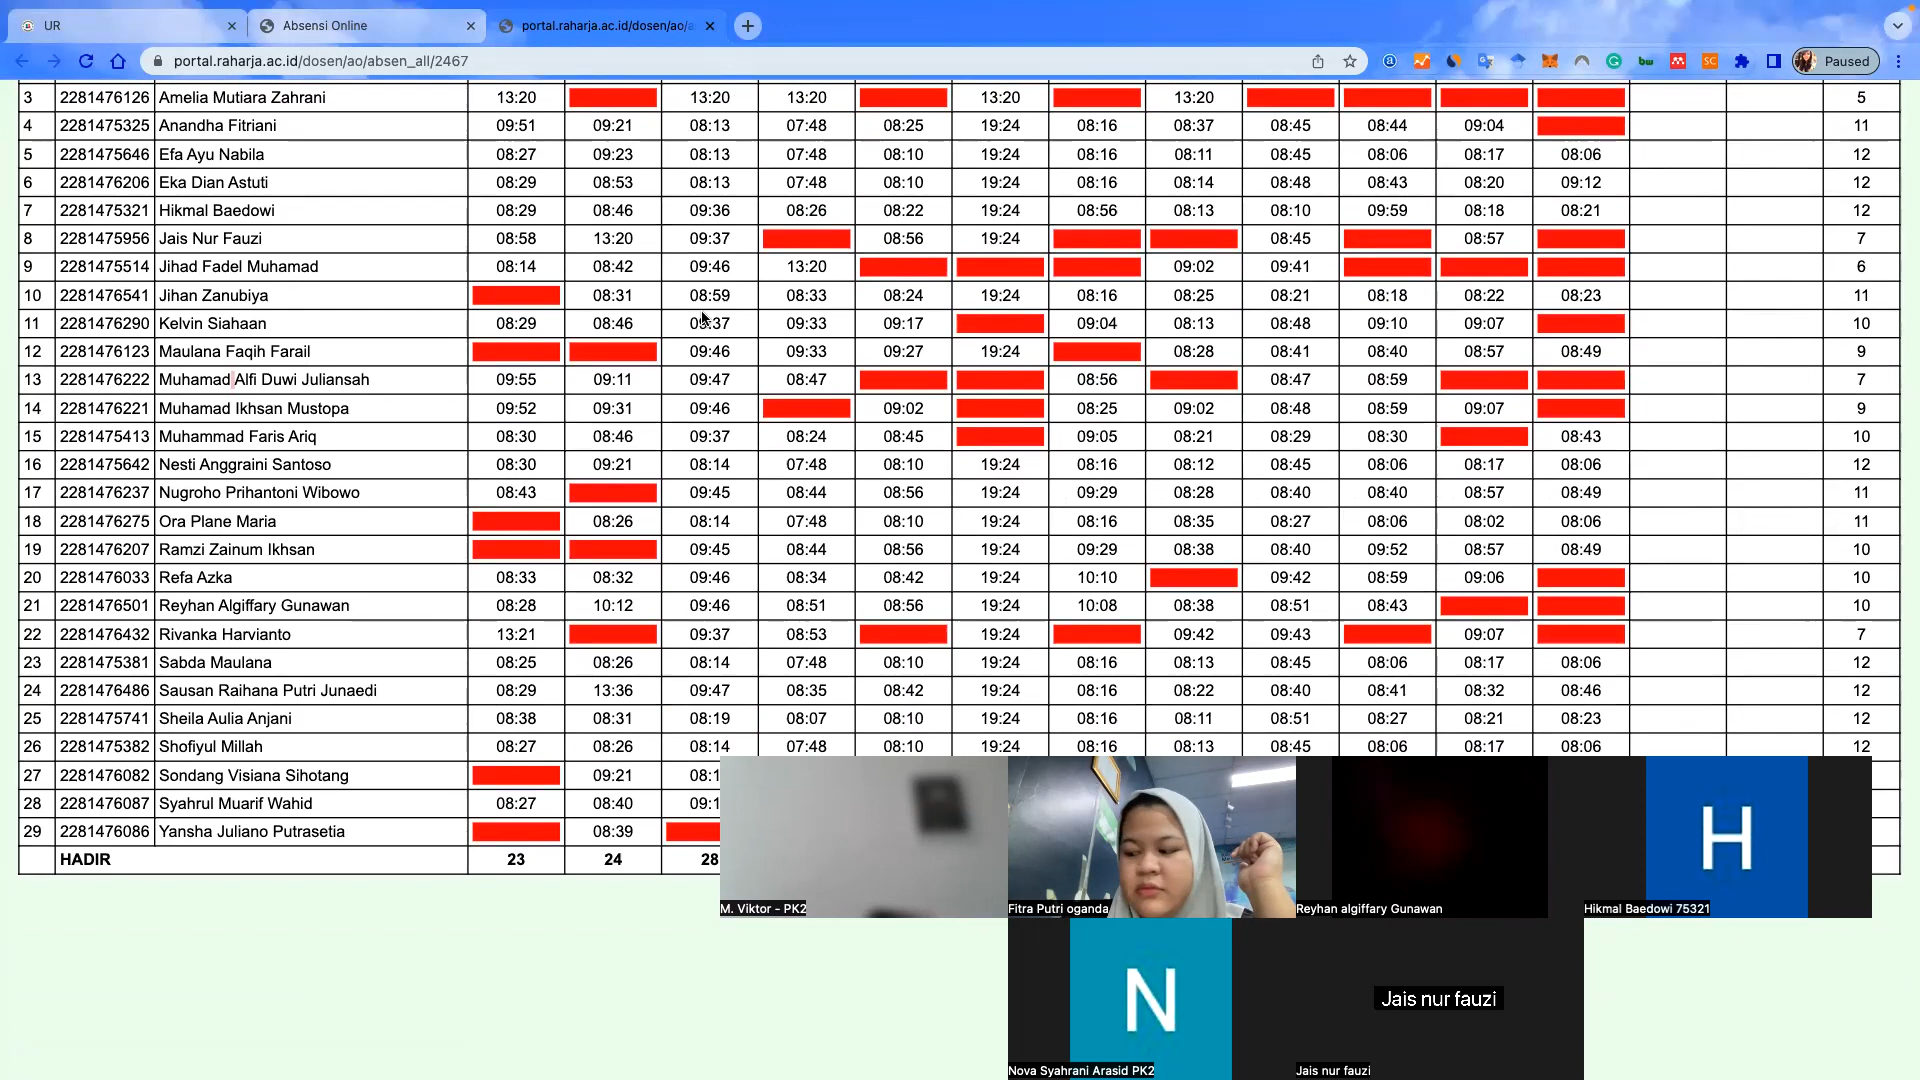 UR
Absensi Online
portal.raharja.ac.id/dosen/ao/a
portal.raharja.ac.id/dosen/ao/absen_all/2467
Paused
3 2281476126 Amelia Mutiara Zahrani 13:20 13:20 13:20 13:20 13:20 5
4 2281475325 Anandha Fitriani 09:51 09:21 08:13 07:48 08:25 19:24 08:16 08:37 08:45 08:44 09:04 11
5 2281475646 Efa Ayu Nabila 08:27 09:23 08:13 07:48 08:10 19:24 08:16 08:11 08:45 08:06 08:17 08:06 12
6 2281476206 Eka Dian Astuti 08:29 08:53 08:13 07:48 08:10 19:24 08:16 08:14 08:48 08:43 08:20 09:12 12
7 2281475321 Hikmal Baedowi 08:29 08:46 09:36 08:26 08:22 19:24 08:56 08:13 08:10 09:59 08:18 08:21 12
8 2281475956 Jais Nur Fauzi 08:58 13:20 09:37 08:56 19:24 08:45 08:57 7
9 2281475514 Jihad Fadel Muhamad 08:14 08:42 09:46 13:20 09:02 09:41 6
10 2281476541 Jihan Zanubiya 08:31 08:59 08:33 08:24 19:24 08:16 08:25 08:21 08:18 08:22 08:23 11
11 2281476290 Kelvin Siahaan 08:29 08:46 09:37 09:33 09:17 09:04 08:13 08:48 09:10 09:07 10
12 2281476123 Maulana Faqih Farail 09:46 09:33 09:27 19:24 08:28 08:41 08:40 08:57 08:49 9
13 2281476222 Muhamad Alfi Duwi Juliansah 09:55 09:11 09:47 08:47 08:56 08:47 08:59 7
14 2281476221 Muhamad Ikhsan Mustopa 09:52 09:31 09:46 09:02 08:25 09:02 08:48 08:59 09:07 9
15 2281475413 Muhammad Faris Ariq 08:30 08:46 09:37 08:24 08:45 09:05 08:21 08:29 08:30 08:43 10
16 2281475642 Nesti Anggraini Santoso 08:30 09:21 08:14 07:48 08:10 19:24 08:16 08:12 08:45 08:06 08:17 08:06 12
17 2281476237 Nugroho Prihantoni Wibowo 08:43 09:45 08:44 08:56 19:24 09:29 08:28 08:40 08:40 08:57 08:49 11
18 2281476275 Ora Plane Maria 08:26 08:14 07:48 08:10 19:24 08:16 08:35 08:27 08:06 08:02 08:06 11
19 2281476207 Ramzi Zainum Ikhsan 09:45 08:44 08:56 19:24 09:29 08:38 08:40 09:52 08:57 08:49 10
20 2281476033 Refa Azka 08:33 08:32 09:46 08:34 08:42 19:24 10:10 09:42 08:59 09:06 10
21 2281476501 Reyhan Algiffary Gunawan 08:28 10:12 09:46 08:51 08:56 19:24 10:08 08:38 08:51 08:43 10
22 2281476432 Rivanka Harvianto 13:21 09:37 08:53 19:24 09:42 09:43 09:07 7
23 2281475381 Sabda Maulana 08:25 08:26 08:14 07:48 08:10 19:24 08:16 08:13 08:45 08:06 08:17 08:06 12
24 2281476486 Sausan Raihana Putri Junaedi 08:29 13:36 09:47 08:35 08:42 19:24 08:16 08:22 08:40 08:41 08:32 08:46 12
25 2281475741 Sheila Aulia Anjani 08:38 08:31 08:19 08:07 08:10 19:24 08:16 08:11 08:51 08:27 08:21 08:23 12
26 2281475382 Shofiyul Millah 08:27 08:26 08:14 07:48 08:10 19:24 08:16 08:13 08:45 08:06 08:17 08:06 12
27 2281476082 Sondang Visiana Sihotang 09:21 08:1
28 2281476087 Syahrul Muarif Wahid 08:27 08:40 09:1
29 2281476086 Yansha Juliano Putrasetia 08:39
HADIR 23 24 28
H
M. Viktor - PK2
Fitra Putri oganda
Reyhan algiffary Gunawan
Hikmal Baedowi 75321
N
Jais nur fauzi
Nova Syahrani Arasid PK2
Jais nur fauzi